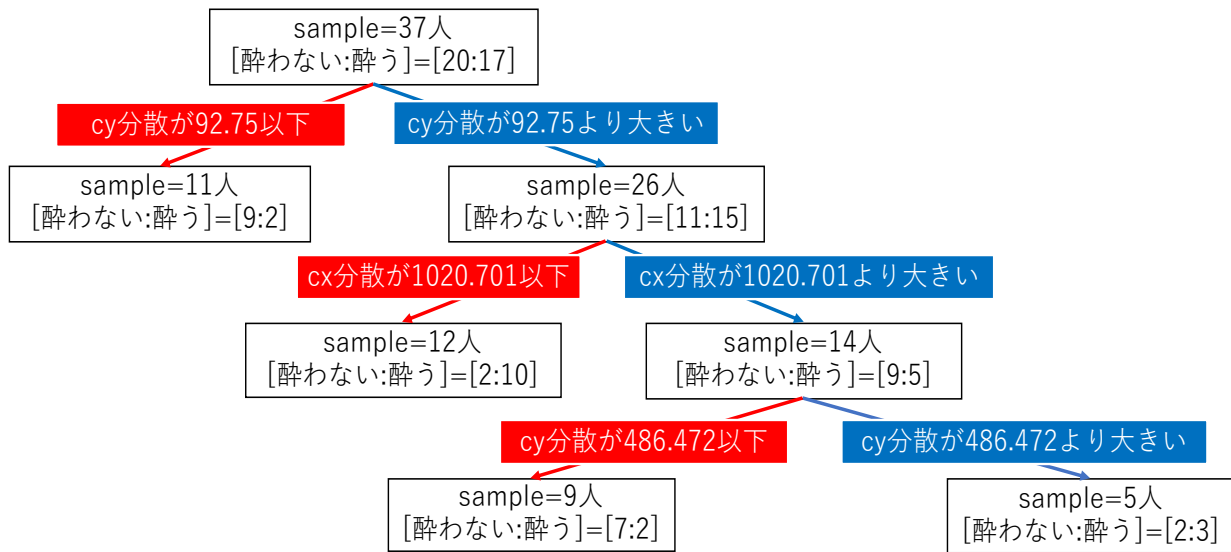 sample=37人
[酔わない:酔う]=[20:17]
cy分散が92.75以下
cy分散が92.75より大きい
sample=11人
[酔わない:酔う]=[9:2]
sample=26人
[酔わない:酔う]=[11:15]
cx分散が1020.701以下
cx分散が1020.701より大きい
sample=12人
[酔わない:酔う]=[2:10]
sample=14人
[酔わない:酔う]=[9:5]
cy分散が486.472以下
cy分散が486.472より大きい
sample=9人
[酔わない:酔う]=[7:2]
sample=5人
[酔わない:酔う]=[2:3]